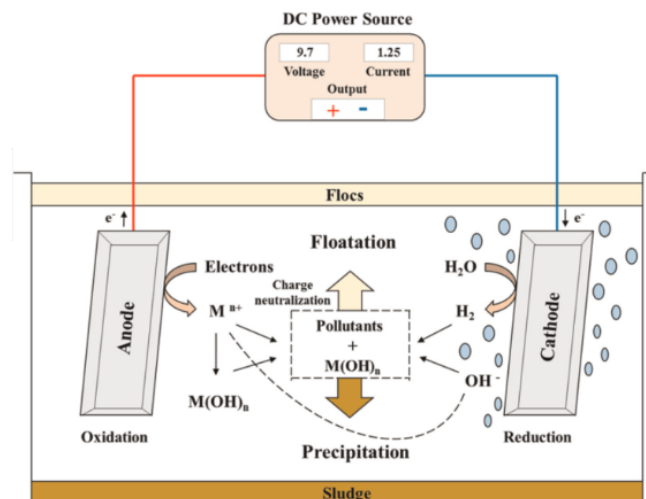 DC Power Source
9.7 1.25
Voltage Current
Output
+ -
Flocs
e- ↑ ↓ e-
Floatation
Electrons
H2O
Charge
neutralization
M n+
H2
Pollutants
+
M(OH)n
Anode
Cathode
M(OH)n
OH -
Oxidation
Reduction
Precipitation
Sludge